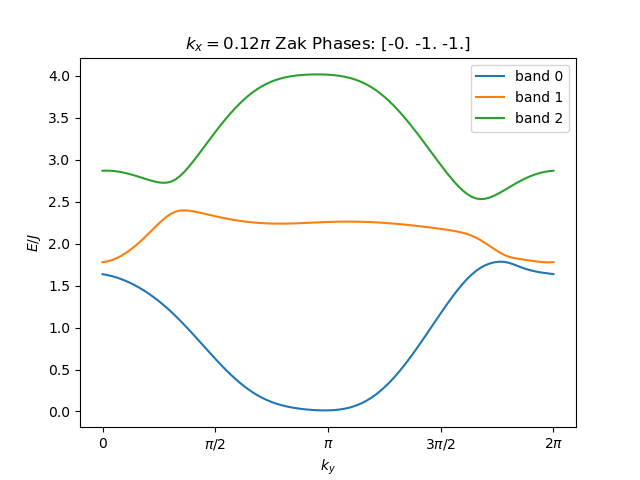 k_x = 0.12π Zak Phases: [-0. -1. -1.]
band 0
band 1
band 2
4.0
3.5
3.0
2.5
2.0
1.5
1.0
0.5
0.0
E/J
0 π/2 π 3π/2 2π
k_y